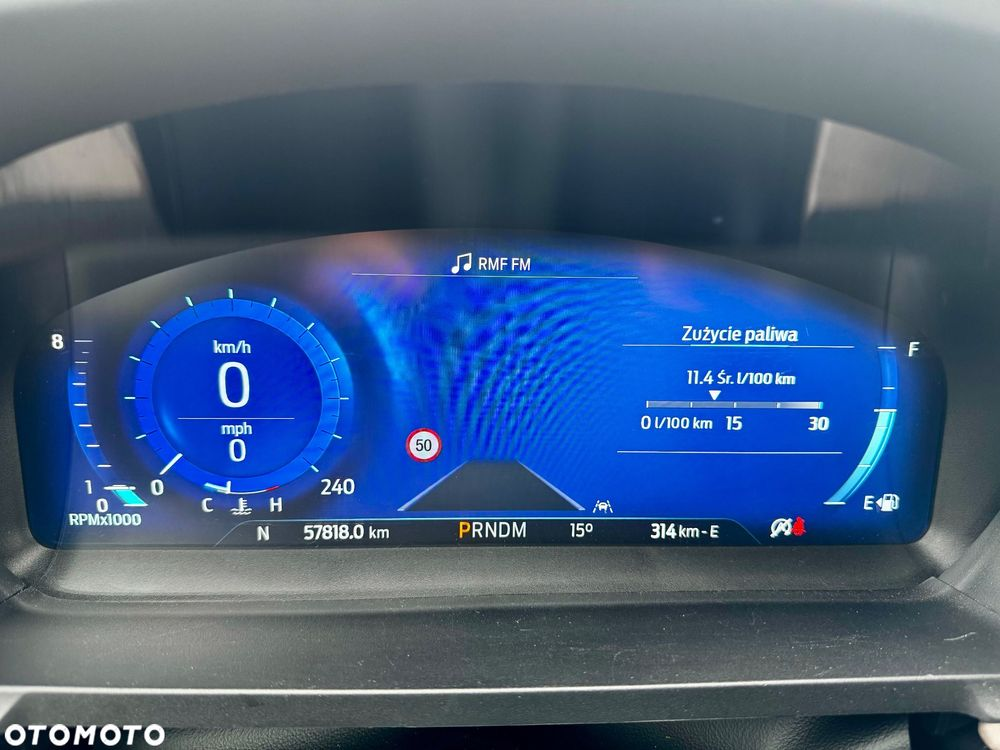 RMF FM
8
1
0
RPMx1000
km/h
0
mph
0
0
240
C
H
50
Zużycie paliwa
11.4 Śr. l/100 km
0 l/100 km 15 30
F
E
N 57818.0 km PRNDM 15° 314 km - E
OTOMOTO